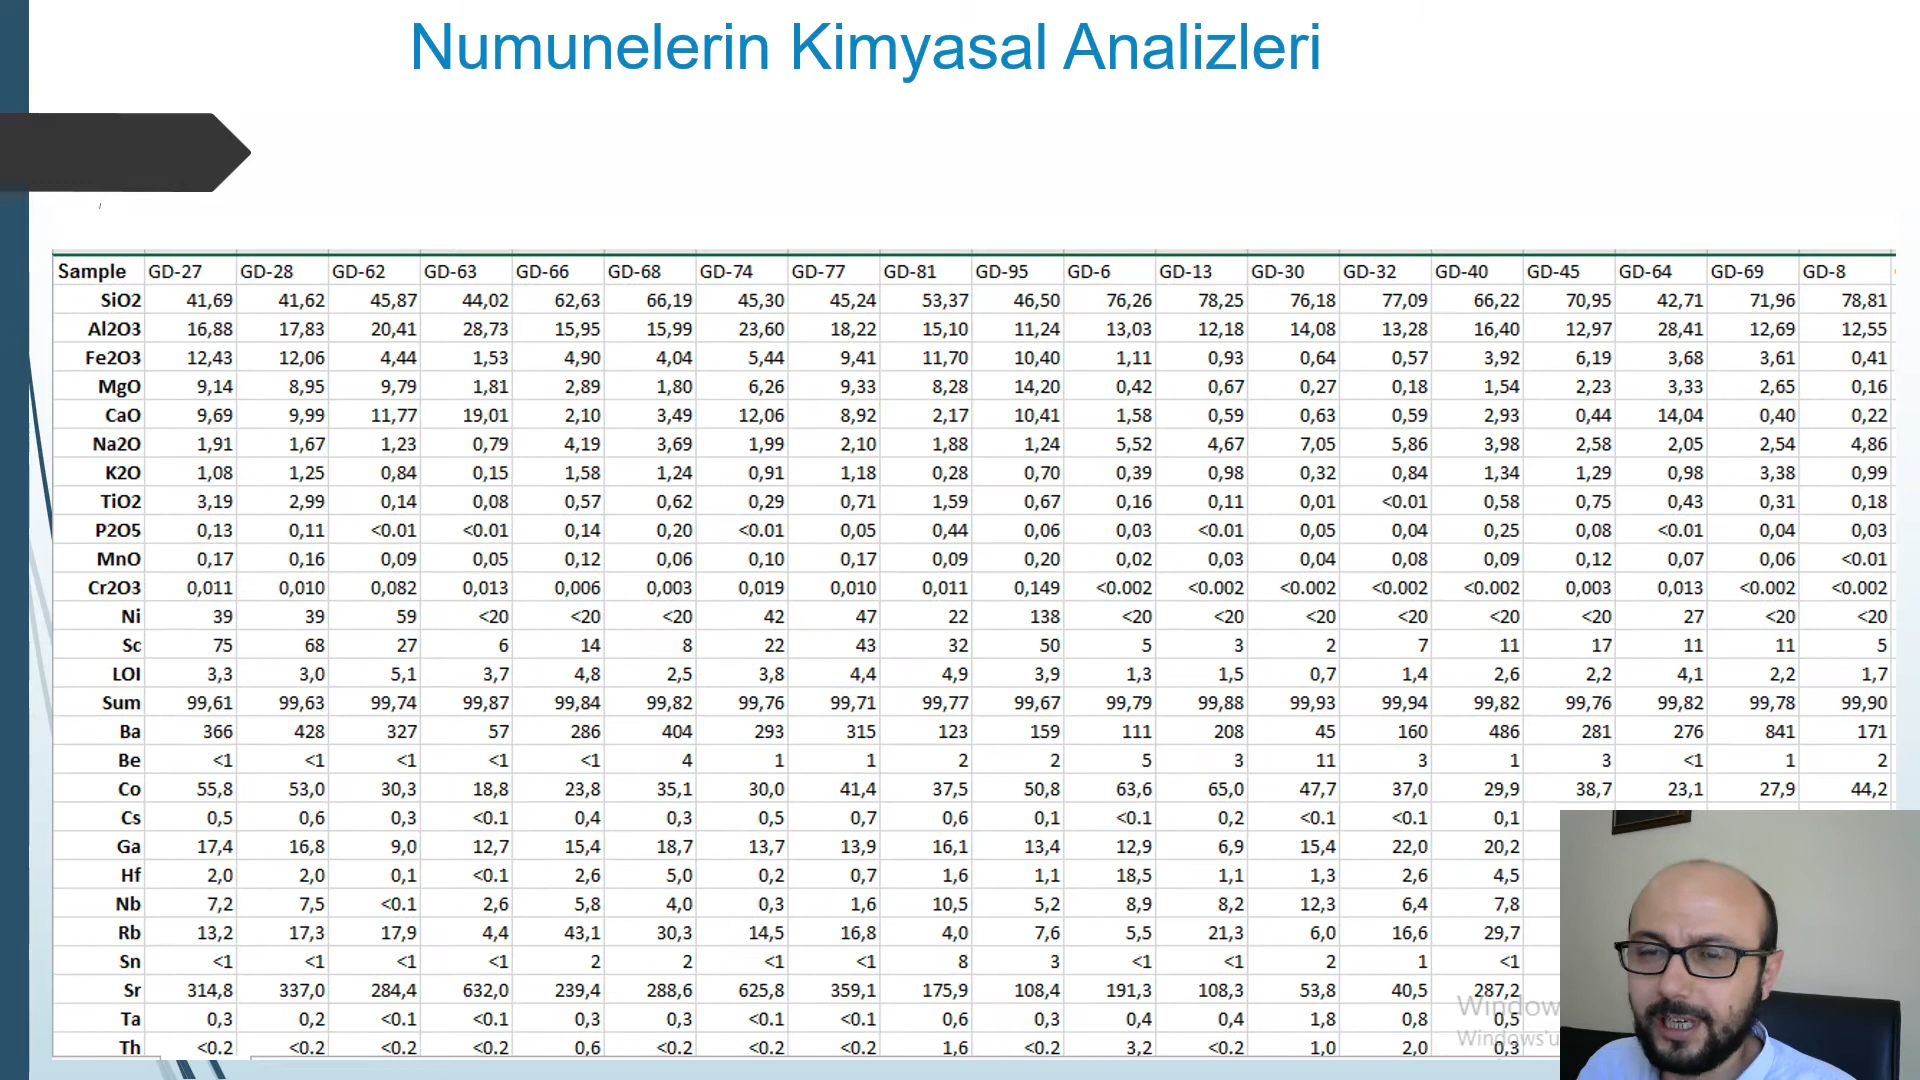 Numunelerin Kimyasal Analizleri
Sample GD-27 GD-28 GD-62 GD-63 GD-66 GD-68 GD-74 GD-77 GD-81 GD-95 GD-6 GD-13 GD-30 GD-32 GD-40 GD-45 GD-64 GD-69 GD-8
SiO2 41,69 41,62 45,87 44,02 62,63 66,19 45,30 45,24 53,37 46,50 76,26 78,25 76,18 77,09 66,22 70,95 42,71 71,96 78,81
Al2O3 16,88 17,83 20,41 28,73 15,95 15,99 23,60 18,22 15,10 11,24 13,03 12,18 14,08 13,28 16,40 12,97 28,41 12,69 12,55
Fe2O3 12,43 12,06 4,44 1,53 4,90 4,04 5,44 9,41 11,70 10,40 1,11 0,93 0,64 0,57 3,92 6,19 3,68 3,61 0,41
MgO 9,14 8,95 9,79 1,81 2,89 1,80 6,26 9,33 8,28 14,20 0,42 0,67 0,27 0,18 1,54 2,23 3,33 2,65 0,16
CaO 9,69 9,99 11,77 19,01 2,10 3,49 12,06 8,92 2,17 10,41 1,58 0,59 0,63 0,59 2,93 0,44 14,04 0,40 0,22
Na2O 1,91 1,67 1,23 0,79 4,19 3,69 1,99 2,10 1,88 1,24 5,52 4,67 7,05 5,86 3,98 2,58 2,05 2,54 4,86
K2O 1,08 1,25 0,84 0,15 1,58 1,24 0,91 1,18 0,28 0,70 0,39 0,98 0,32 0,84 1,34 1,29 0,98 3,38 0,99
TiO2 3,19 2,99 0,14 0,08 0,57 0,62 0,29 0,71 1,59 0,67 0,16 0,11 0,01 <0.01 0,58 0,75 0,43 0,31 0,18
P2O5 0,13 0,11 <0.01 <0.01 0,14 0,20 <0.01 0,05 0,44 0,06 0,03 <0.01 0,05 0,04 0,25 0,08 <0.01 0,04 0,03
MnO 0,17 0,16 0,09 0,05 0,12 0,06 0,10 0,17 0,09 0,20 0,02 0,03 0,04 0,08 0,09 0,12 0,07 0,06 <0.01
Cr2O3 0,011 0,010 0,082 0,013 0,006 0,003 0,019 0,010 0,011 0,149 <0.002 <0.002 <0.002 <0.002 <0.002 0,003 0,013 <0.002 <0.002
Ni 39 39 59 <20 <20 <20 42 47 22 138 <20 <20 <20 <20 <20 <20 27 <20 <20
Sc 75 68 27 6 14 8 22 43 32 50 5 3 2 7 11 17 11 11 5
LOI 3,3 3,0 5,1 3,7 4,8 2,5 3,8 4,4 4,9 3,9 1,3 1,5 0,7 1,4 2,6 2,2 4,1 2,2 1,7
Sum 99,61 99,63 99,74 99,87 99,84 99,82 99,76 99,71 99,77 99,67 99,79 99,88 99,93 99,94 99,82 99,76 99,82 99,78 99,90
Ba 366 428 327 57 286 404 293 315 123 159 111 208 45 160 486 281 276 841 171
Be <1 <1 <1 <1 <1 4 1 1 2 2 5 3 11 3 1 3 <1 1 2
Co 55,8 53,0 30,3 18,8 23,8 35,1 30,0 41,4 37,5 50,8 63,6 65,0 47,7 37,0 29,9 38,7 23,1 27,9 44,2
Cs 0,5 0,6 0,3 <0.1 0,4 0,3 0,5 0,7 0,6 0,1 <0.1 0,2 <0.1 <0.1 0,1
Ga 17,4 16,8 9,0 12,7 15,4 18,7 13,7 13,9 16,1 13,4 12,9 6,9 15,4 22,0 20,2
Hf 2,0 2,0 0,1 <0.1 2,6 5,0 0,2 0,7 1,6 1,1 18,5 1,1 1,3 2,6 4,5
Nb 7,2 7,5 <0.1 2,6 5,8 4,0 0,3 1,6 10,5 5,2 8,9 8,2 12,3 6,4 7,8
Rb 13,2 17,3 17,9 4,4 43,1 30,3 14,5 16,8 4,0 7,6 5,5 21,3 6,0 16,6 29,7
Sn <1 <1 <1 <1 2 2 <1 <1 8 3 <1 <1 2 1 <1
Sr 314,8 337,0 284,4 632,0 239,4 288,6 625,8 359,1 175,9 108,4 191,3 108,3 53,8 40,5 287,2
Ta 0,3 0,2 <0.1 <0.1 0,3 0,3 <0.1 <0.1 0,6 0,3 0,4 0,4 1,8 0,8 0,5
Th <0.2 <0.2 <0.2 <0.2 0,6 <0.2 <0.2 <0.2 1,6 <0.2 3,2 <0.2 1,0 2,0 0,3
Window
Windows'u